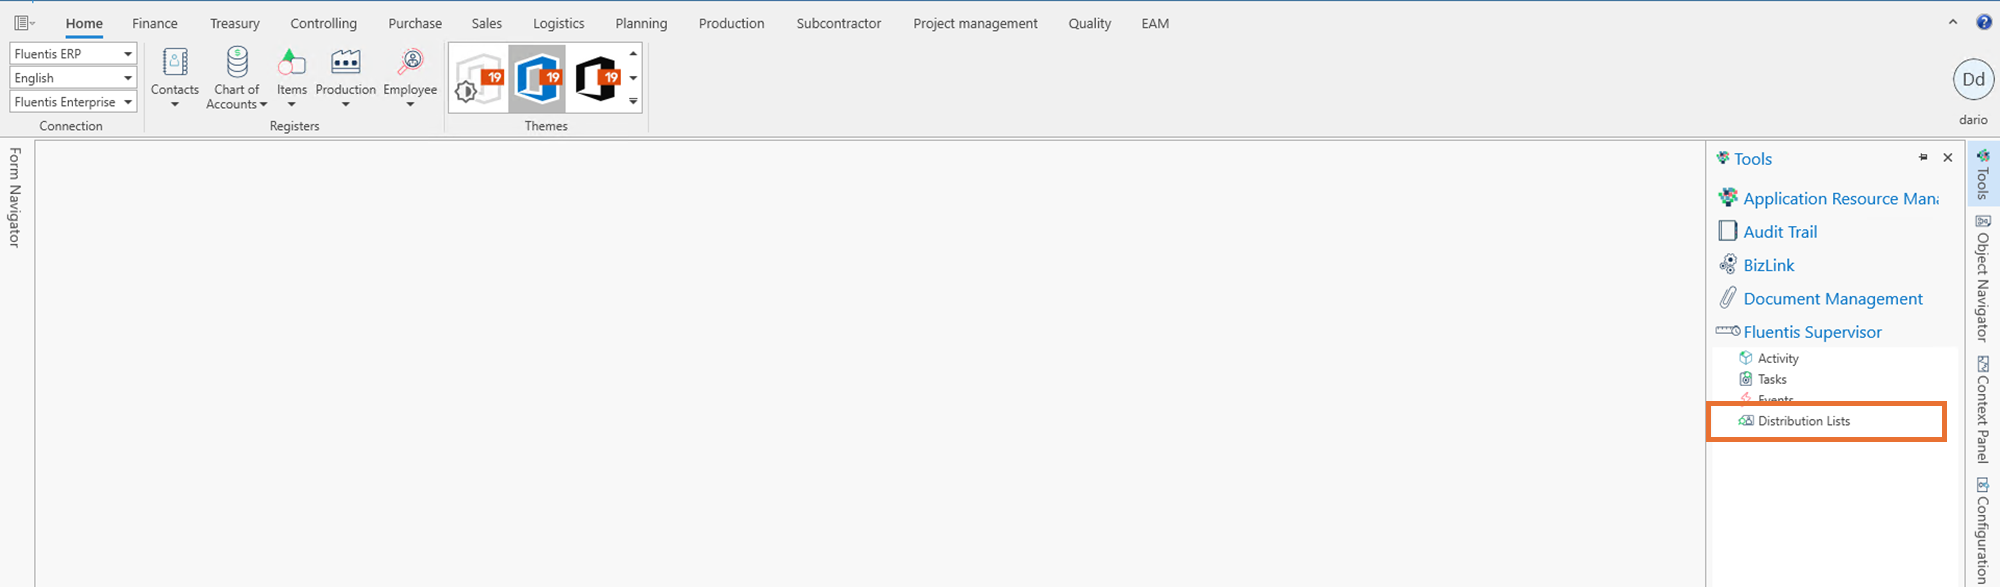 Home Finance Treasury Controlling Purchase Sales Logistics Planning Production Subcontractor Project management Quality EAM
Fluentis ERP
English
Fluentis Enterprise
Connection
Contacts
Chart of
Accounts
Items
Production
Employee
Registers
19 19 19
Themes
Dd
dario
Form Navigator
Tools
Application Resource Mana
Audit Trail
BizLink
Document Management
Fluentis Supervisor
Activity
Tasks
Events
Distribution Lists
Tools
Object Navigator
Context Panel
Configuration